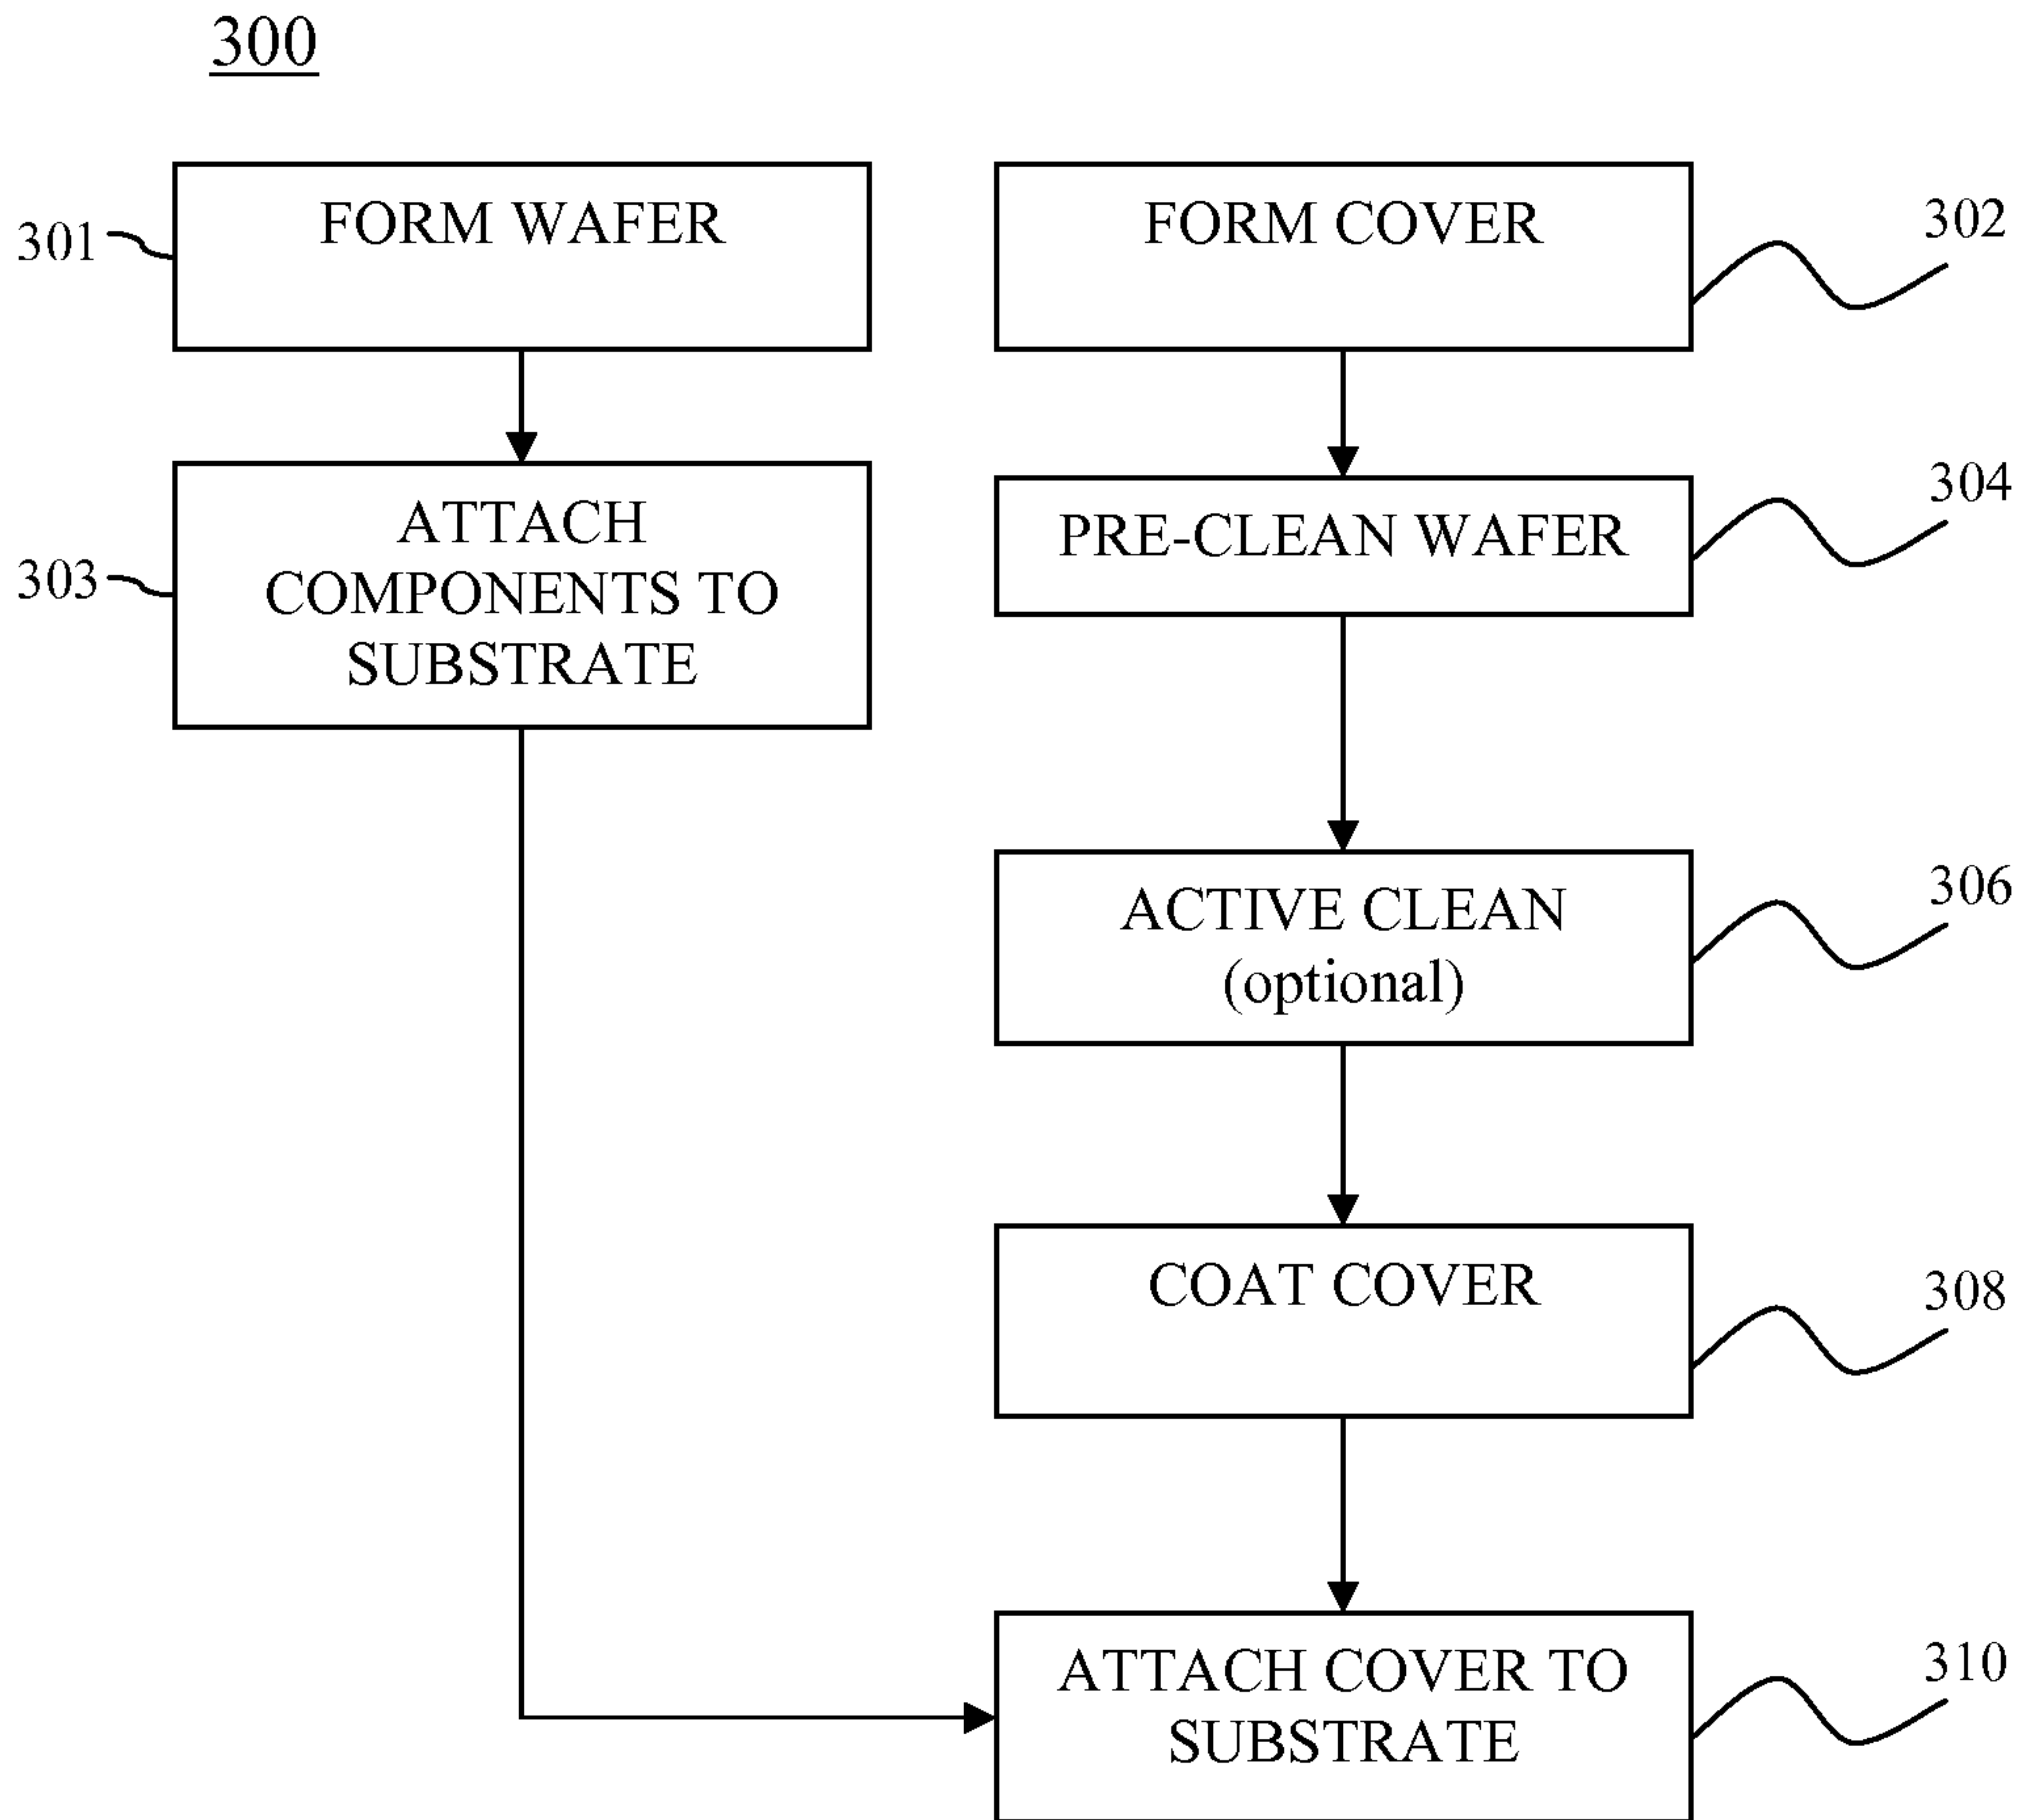 300
301
FORM WAFER
303
ATTACH
COMPONENTS TO
SUBSTRATE
FORM COVER
302
PRE-CLEAN WAFER
304
ACTIVE CLEAN
(optional)
306
COAT COVER
308
ATTACH COVER TO
SUBSTRATE
310